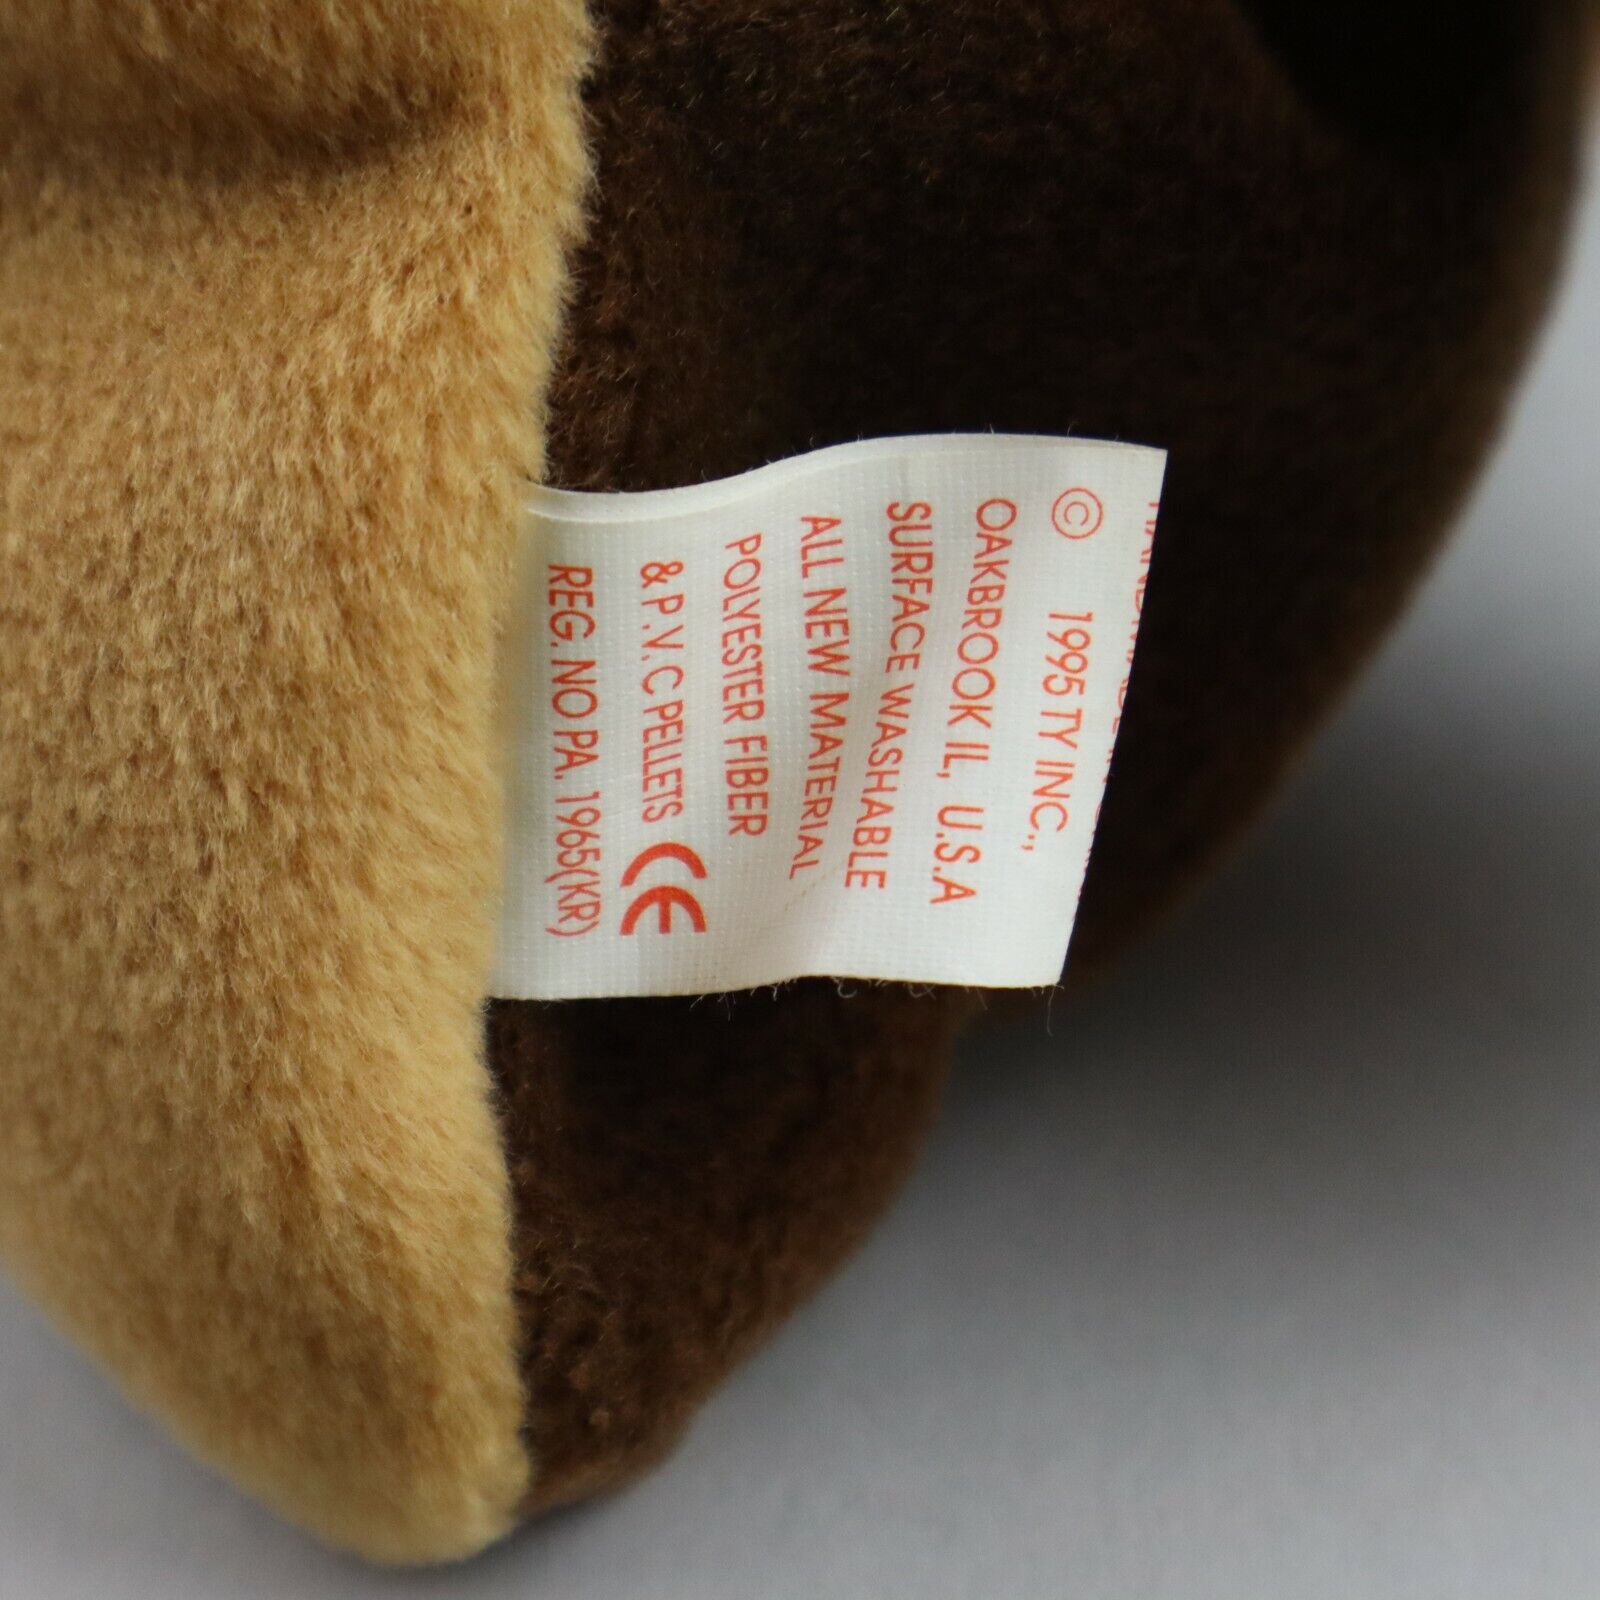 © 1995 TY INC.,
OAKBROOK IL, U.S.A
SURFACE WASHABLE
ALL NEW MATERIAL
POLYESTER FIBER
& P.V.C PELLETS CE
REG. NO PA. 1965(KR)